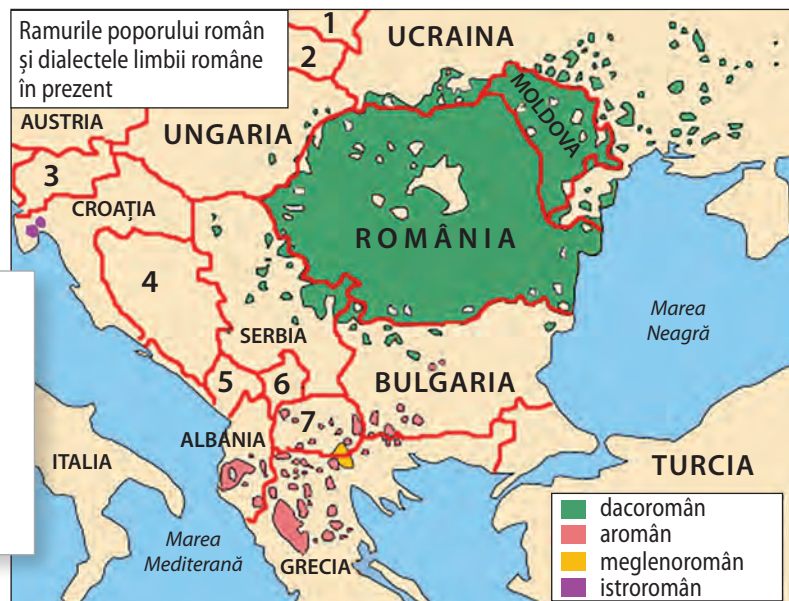 Ramurile poporului român
și dialectele limbii române
în prezent
1
2
UCRAINA
AUSTRIA
UNGARIA
MOLDOVA
3
CROAȚIA
ROMÂNIA
4
Marea
Neagră
SERBIA
5
6
BULGARIA
7
ALBANIA
ITALIA
TURCIA
Marea
Mediterană
GRECIA
dacoromân
aromân
meglenoromân
istroromân